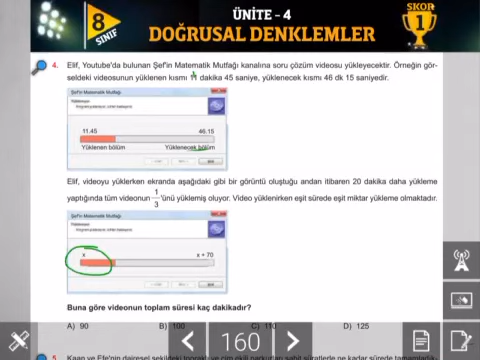 8
SINIF
ÜNİTE - 4
DOĞRUSAL DENKLEMLER
SKOR
1
4. Elif, Youtube'da bulunan Şef'in Matematik Mutfağı kanalına soru çözüm videosu yükleyecektir. Örneğin gör-
seldeki videosunun yüklenen kısmı 11 dakika 45 saniye, yüklenecek kısmı 46 dk 15 saniyedir.
Şef'in Matematik Mutfağı
11.45 46.15
Yüklenen bölüm Yüklenecek bölüm
Elif, videoyu yüklerken ekranda aşağıdaki gibi bir görüntü oluştuğu andan itibaren 20 dakika daha yükleme
yaptığında tüm videonun 1/3 'ünü yüklemiş oluyor. Video yüklenirken eşit sürede eşit miktar yükleme olmaktadır.
Şef'in Matematik Mutfağı
x x + 70
Buna göre videonun toplam süresi kaç dakikadır?
A) 90 B) 100 C) 110 D) 125
160
5. Kaan ve Efe'nin dairesel şekildeki